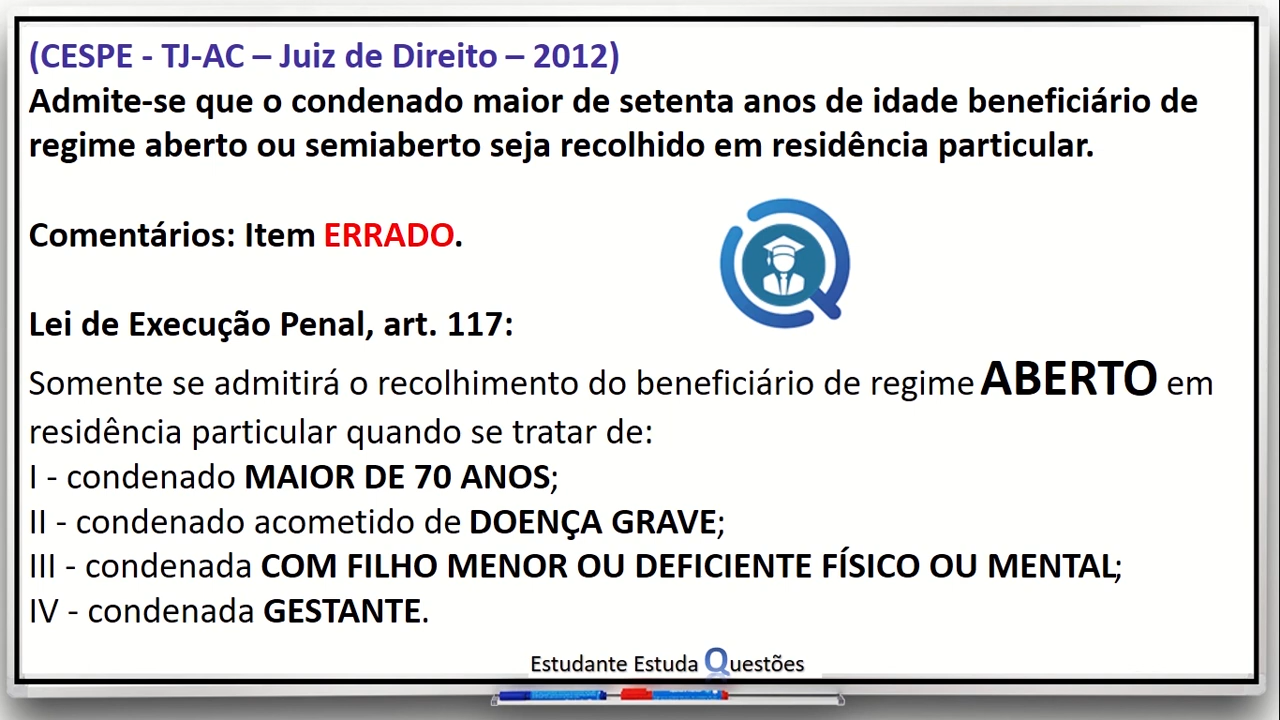 (CESPE - TJ-AC – Juiz de Direito – 2012)
Admite-se que o condenado maior de setenta anos de idade beneficiário de
regime aberto ou semiaberto seja recolhido em residência particular.
Comentários: Item ERRADO.
Lei de Execução Penal, art. 117:
Somente se admitirá o recolhimento do beneficiário de regime ABERTO em
residência particular quando se tratar de:
I - condenado MAIOR DE 70 ANOS;
II - condenado acometido de DOENÇA GRAVE;
III - condenada COM FILHO MENOR OU DEFICIENTE FÍSICO OU MENTAL;
IV - condenada GESTANTE.
Estudante Estuda Questões